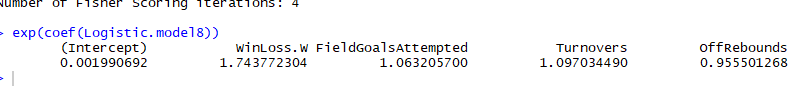 Number of Fisher Scoring iterations: 4
> exp(coef(Logistic.model8))
(Intercept) WinLoss.W FieldGoalsAttempted Turnovers OffRebounds
0.001990692 1.743772304 1.063205700 1.097034490 0.955501268
>